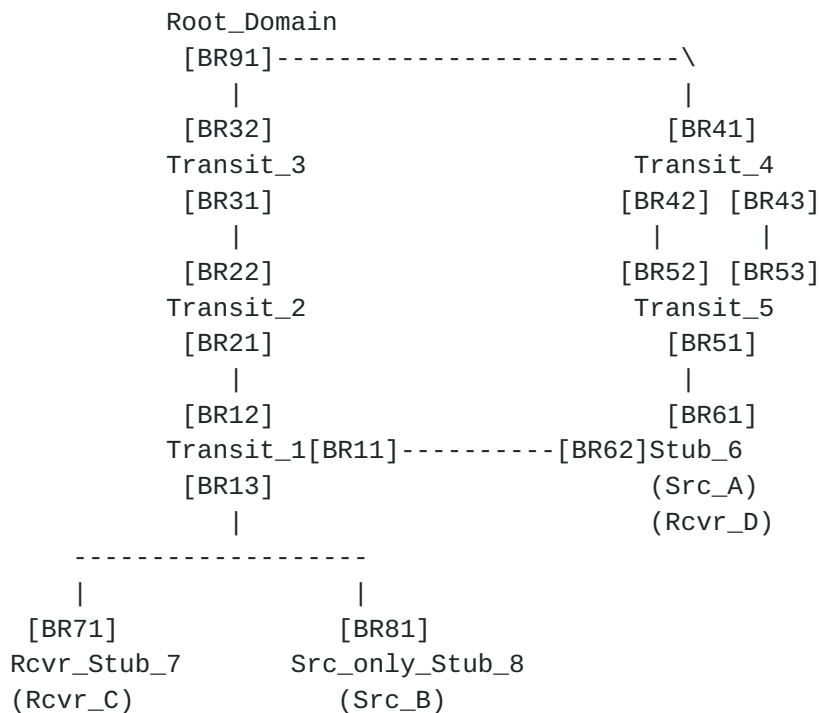 Root_Domain
[BR91]--------------------------\
|                             |
[BR32]                         [BR41]
Transit_3                     Transit_4
[BR31]                      [BR42] [BR43]
|                           |      |
[BR22]                      [BR52] [BR53]
Transit_2                     Transit_5
[BR21]                         [BR51]
|                             |
[BR12]                         [BR61]
Transit_1[BR11]----------[BR62]Stub_6
[BR13]                        (Src_A)
|                          (Rcvr_D)
-------------------
|                 |
[BR71]              [BR81]
Rcvr_Stub_7       Src_only_Stub_8
(Rcvr_C)             (Src_B)